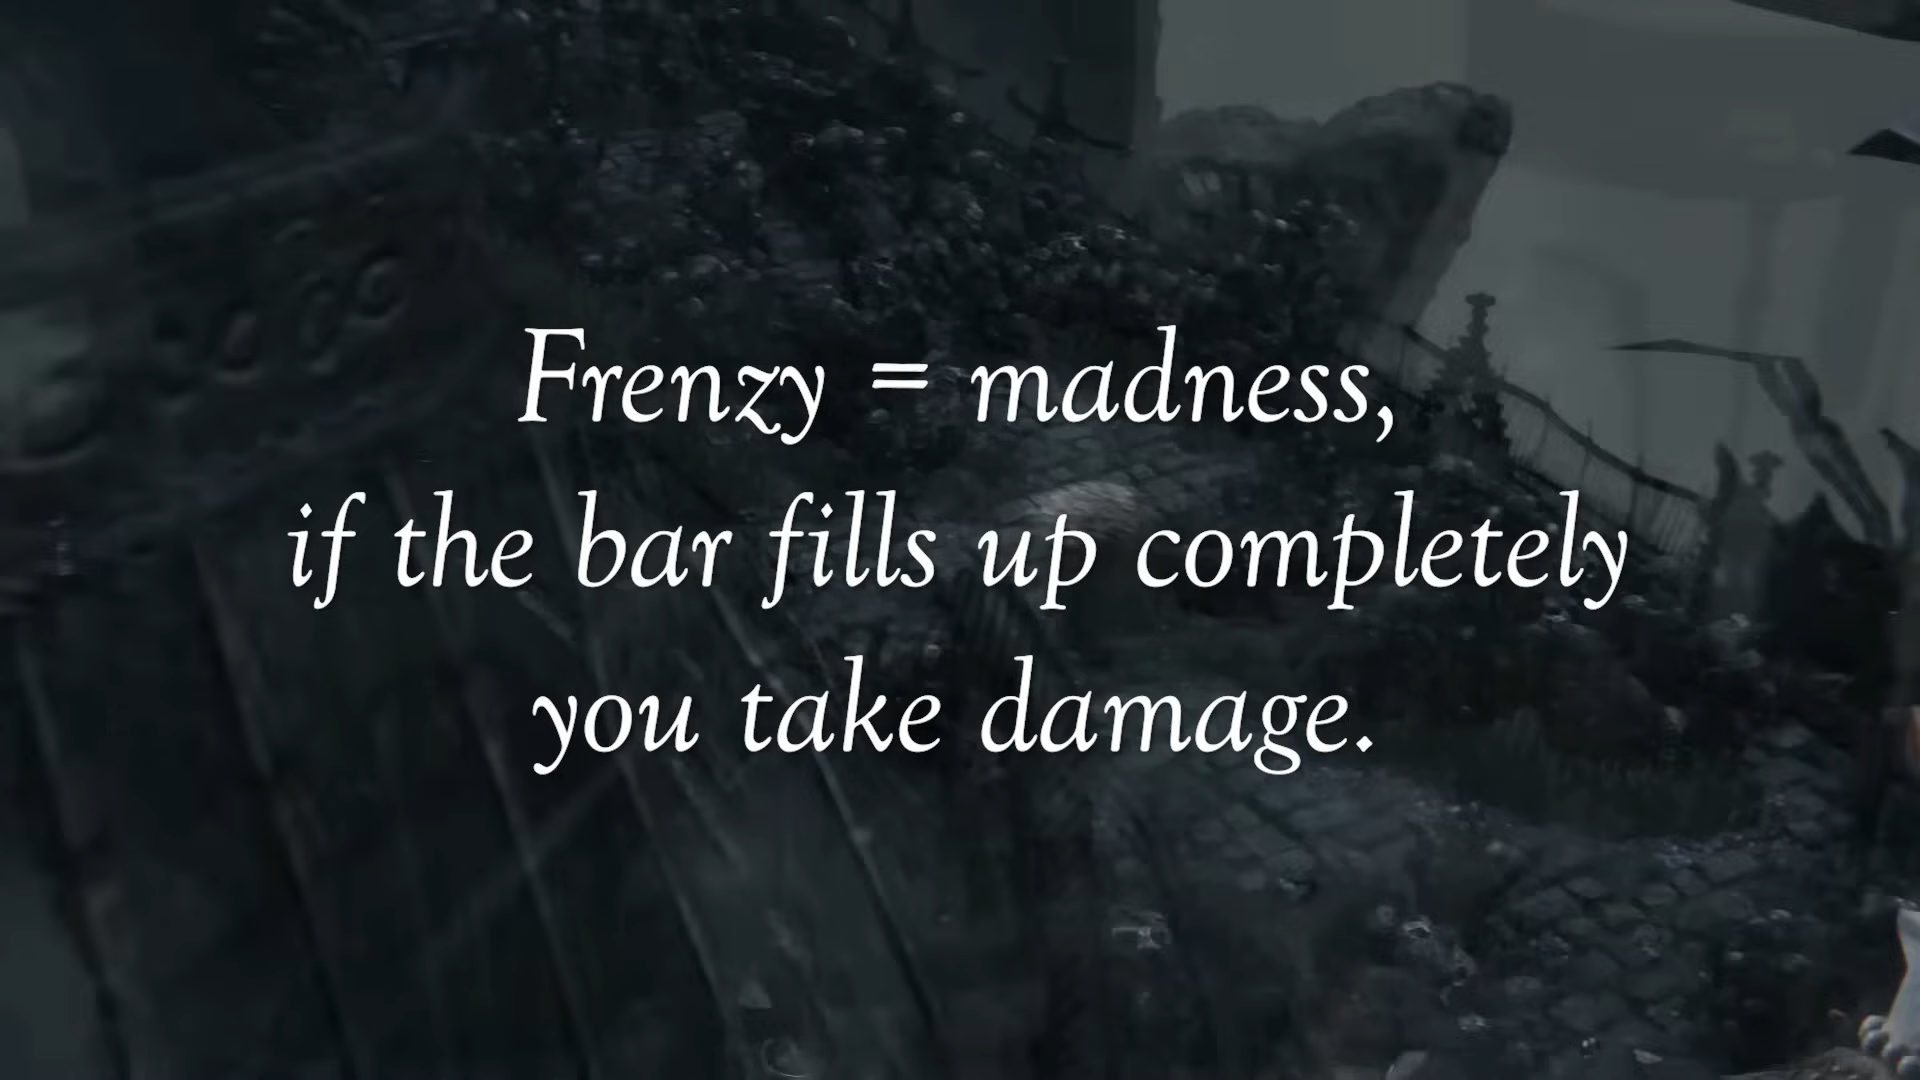 Frenzy = madness,
if the bar fills up completely
you take damage.